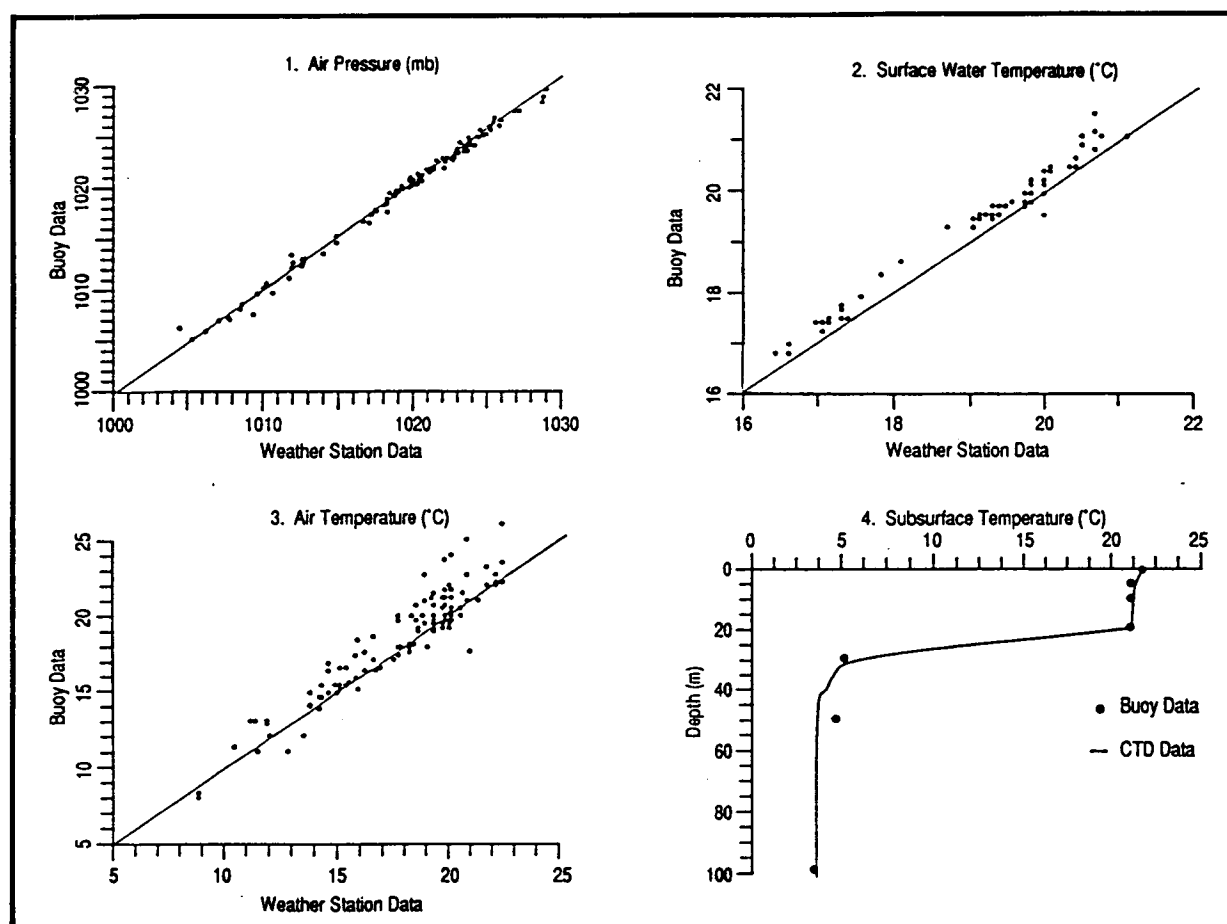 1. Air Pressure (mb)
1030
1020
1010
1000
Buoy Data
1000 1010 1020 1030
Weather Station Data
2. Surface Water Temperature (°C)
22
20
18
16
Buoy Data
16 18 20 22
Weather Station Data
3. Air Temperature (°C)
25
20
15
10
5
Buoy Data
5 10 15 20 25
Weather Station Data
4. Subsurface Temperature (°C)
0 5 10 15 20 25
0
20
40
60
80
100
Depth (m)
Buoy Data
CTD Data